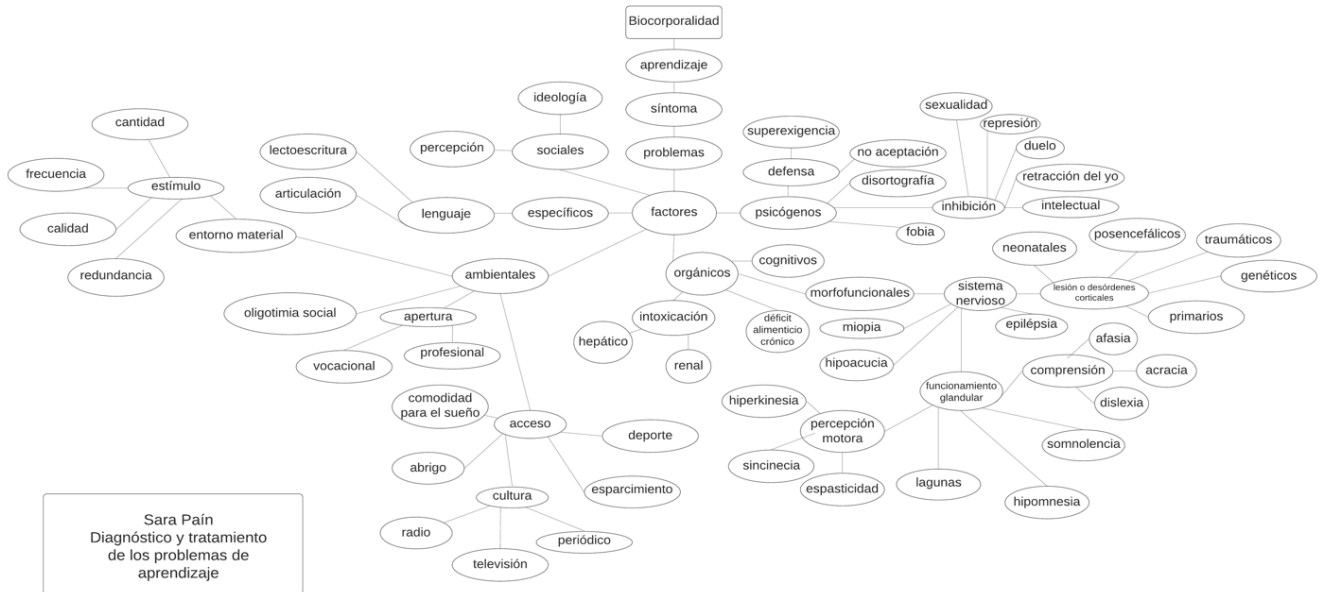 Biocorporalidad
aprendizaje
síntoma
problemas
factores
ideología
percepción
sociales
lectoescritura
articulación
lenguaje
específicos
cantidad
frecuencia
estímulo
calidad
redundancia
entorno material
ambientales
oligotimia social
apertura
vocacional
profesional
comodidad
para el sueño
acceso
deporte
abrigo
esparcimiento
cultura
radio
televisión
periódico
superexigencia
defensa
no aceptación
disortografía
psicógenos
fobia
sexualidad
represión
duelo
retracción del yo
inhibición
intelectual
orgánicos
cognitivos
morfofuncionales
intoxicación
hepático
renal
déficit
alimenticio
crónico
sistema
nervioso
miopia
hipoacucia
epilépsia
neonatales
posencefálicos
traumáticos
genéticos
lesión o desórdenes
corticales
primarios
funcionamiento
glandular
afasia
comprensión
acracia
dislexia
somnolencia
hipomnesia
lagunas
hiperkinesia
percepción
motora
sincinecia
espasticidad
Sara Paín
Diagnóstico y tratamiento
de los problemas de
aprendizaje